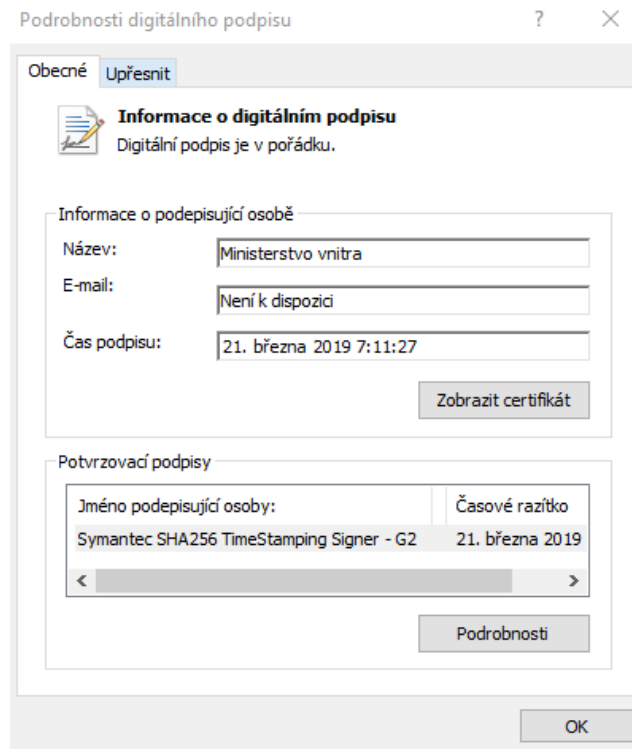 Podrobnosti digitálního podpisu
Obecné
Upřesnit
Informace o digitálním podpisu
Digitální podpis je v pořádku.
Informace o podepisující osobě
Název:
Ministerstvo vnitra
E-mail:
Není k dispozici
Čas podpisu:
21. března 2019 7:11:27
Zobrazit certifikát
Potvrzovací podpisy
Jméno podepisující osoby:
Časové razítko
Symantec SHA256 TimeStamping Signer - G2
21. března 2019
Podrobnosti
OK